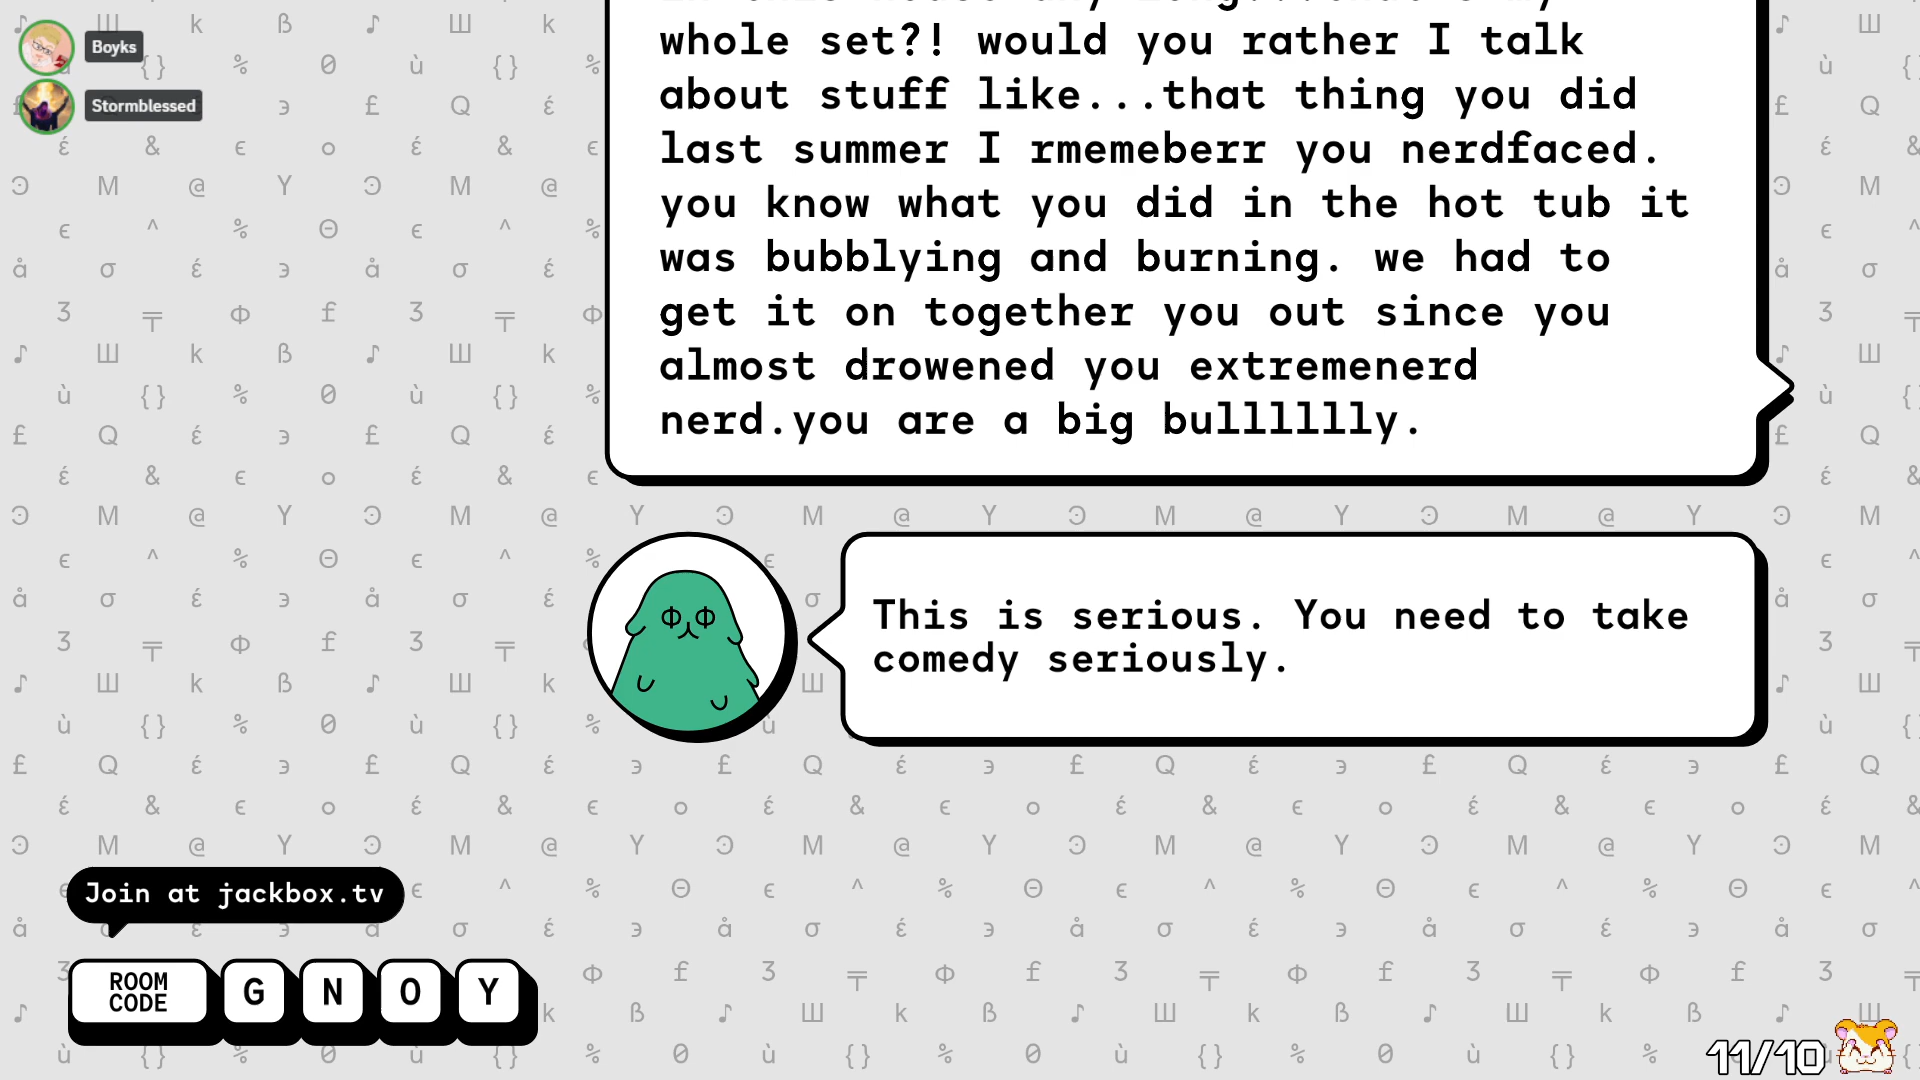 Boyks
Stormblessed
whole set?! would you rather I talk
about stuff like...that thing you did
last summer I rmemeberr you nerdfaced.
you know what you did in the hot tub it
was bubblying and burning. we had to
get it on together you out since you
almost drowened you extremenerd
nerd.you are a big bulllllly.
This is serious. You need to take
comedy seriously.
Join at jackbox.tv
ROOM
CODE
G N O Y
11/10